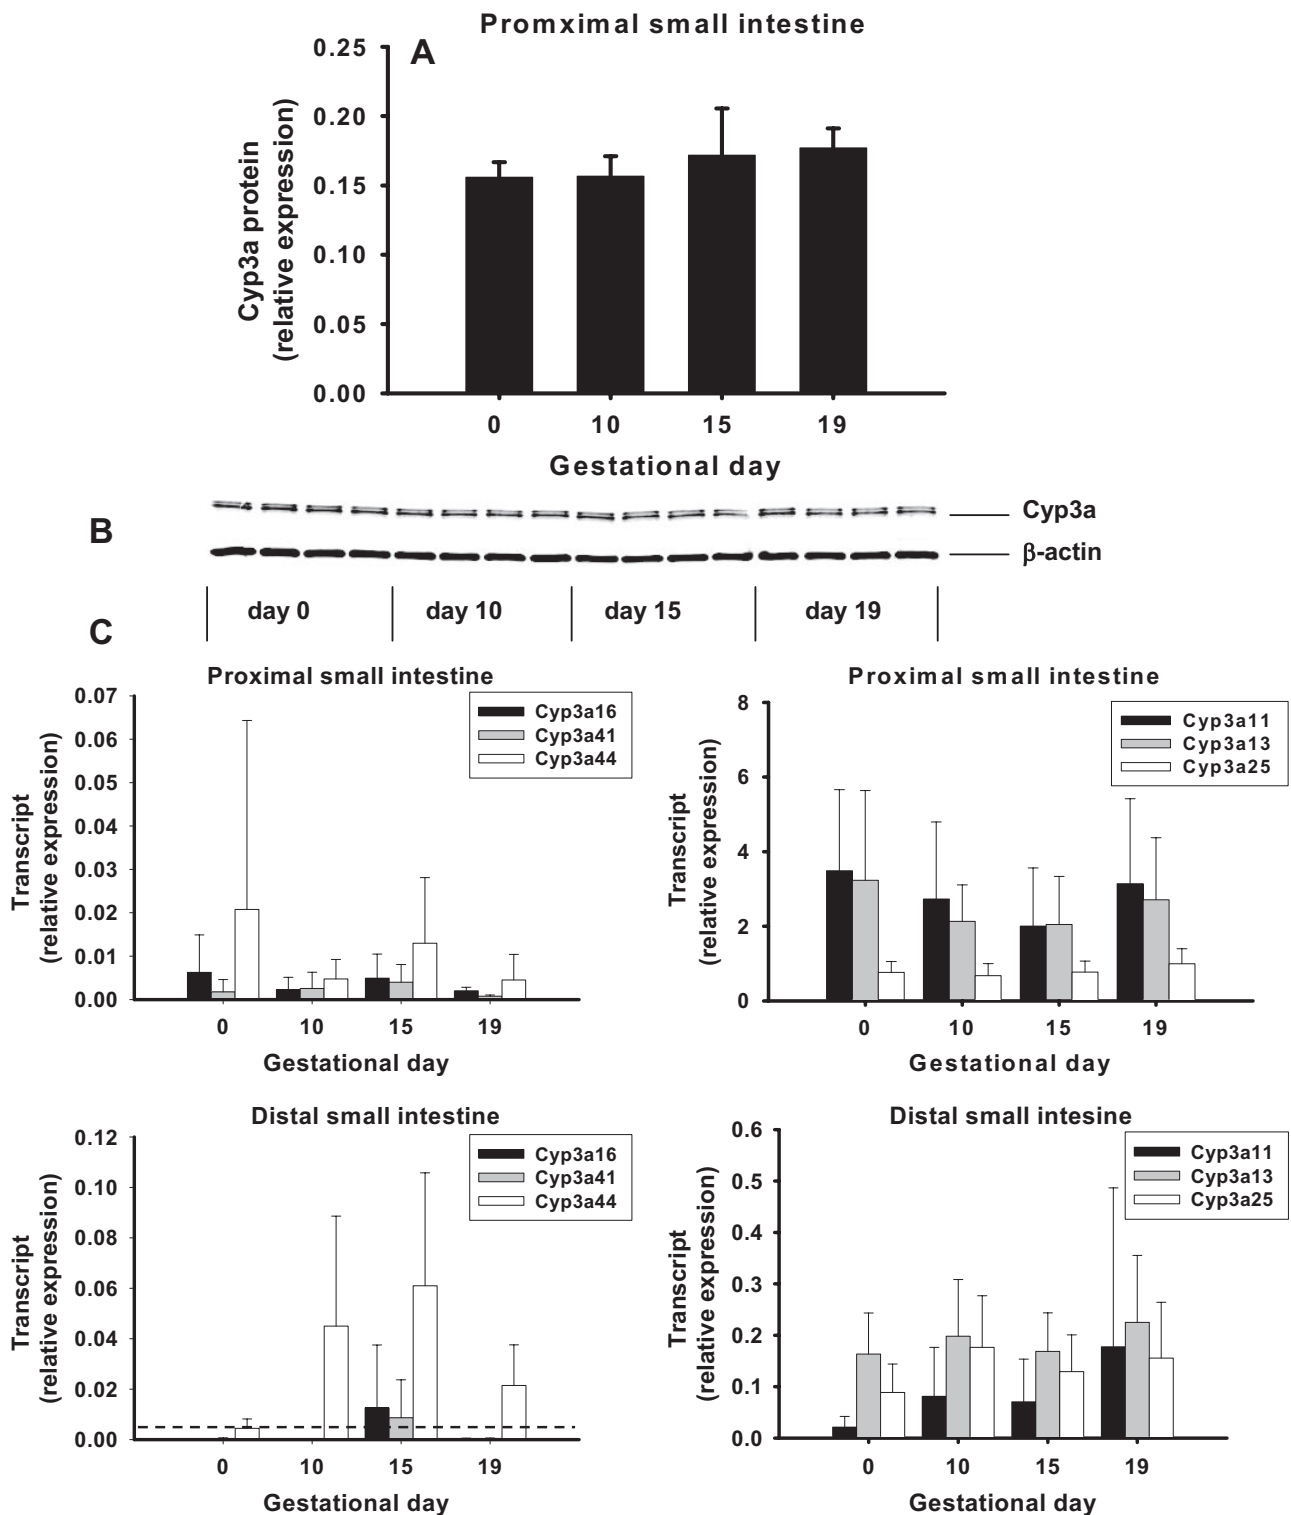 Promximal small intestine
A
0.25
0.20
0.15
0.10
0.05
0.00
Cyp3a protein
(relative expression)
0 10 15 19
Gestational day
B
Cyp3a
β-actin
day 0 day 10 day 15 day 19
C
Proximal small intestine
0.07
0.06
0.05
0.04
0.03
0.02
0.01
0.00
Transcript
(relative expression)
Cyp3a16
Cyp3a41
Cyp3a44
0 10 15 19
Gestational day
Proximal small intestine
8
6
4
2
0
Transcript
(relative expression)
Cyp3a11
Cyp3a13
Cyp3a25
0 10 15 19
Gestational day
Distal small intestine
0.12
0.10
0.08
0.06
0.04
0.02
0.00
Transcript
(relative expression)
Cyp3a16
Cyp3a41
Cyp3a44
0 10 15 19
Gestational day
Distal small intesine
0.6
0.5
0.4
0.3
0.2
0.1
0.0
Transcript
(relative expression)
Cyp3a11
Cyp3a13
Cyp3a25
0 10 15 19
Gestational day